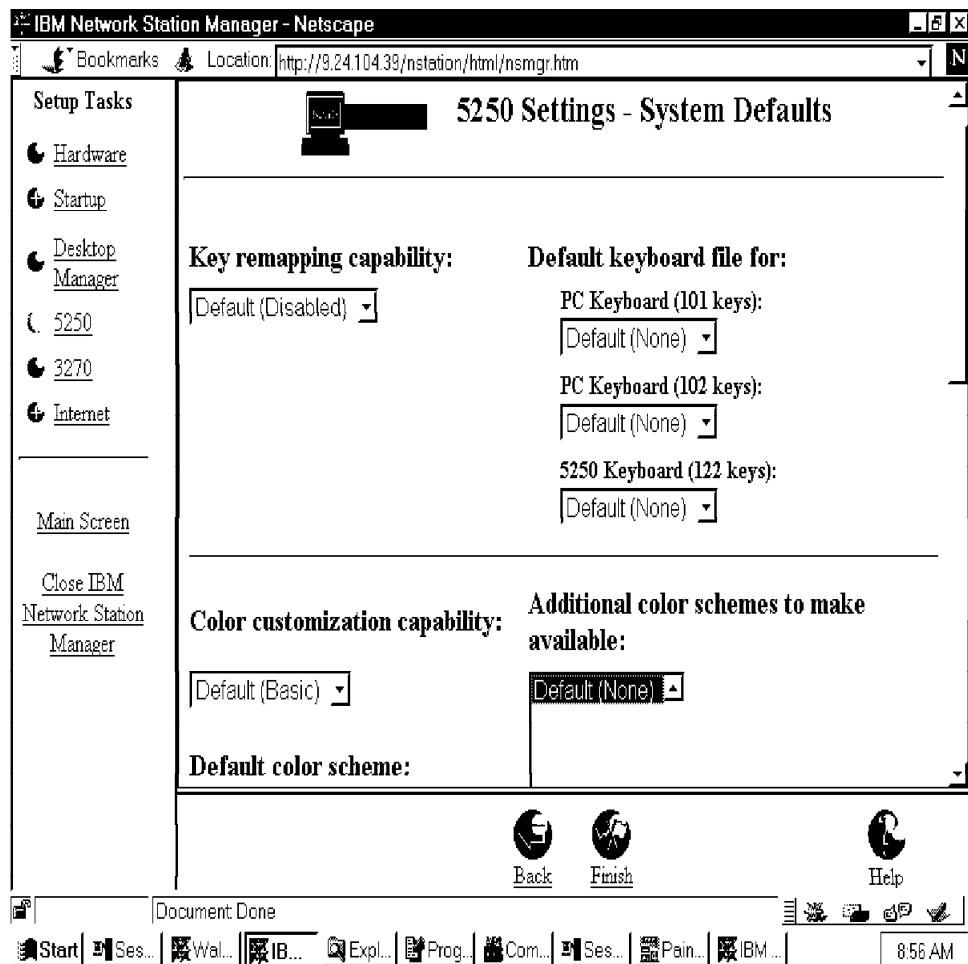 IBM Network Station Manager - Netscape
Bookmarks Location: http://9.24.104.39/nstation/html/nsmgr.htm
N
Setup Tasks
Hardware
Startup
Desktop
Manager
5250
3270
Internet
Main Screen
Close IBM
Network Station
Manager
5250 Settings - System Defaults
Key remapping capability:
Default (Disabled)
Default keyboard file for:
PC Keyboard (101 keys):
Default (None)
PC Keyboard (102 keys):
Default (None)
5250 Keyboard (122 keys):
Default (None)
Color customization capability:
Default (Basic)
Additional color schemes to make
available:
Default (None)
Default color scheme:
Back Finish Help
Document: Done
Start Ses... Wal... IB... Expl... Prog... Com... Ses... Pain... IBM ... 8:56 AM